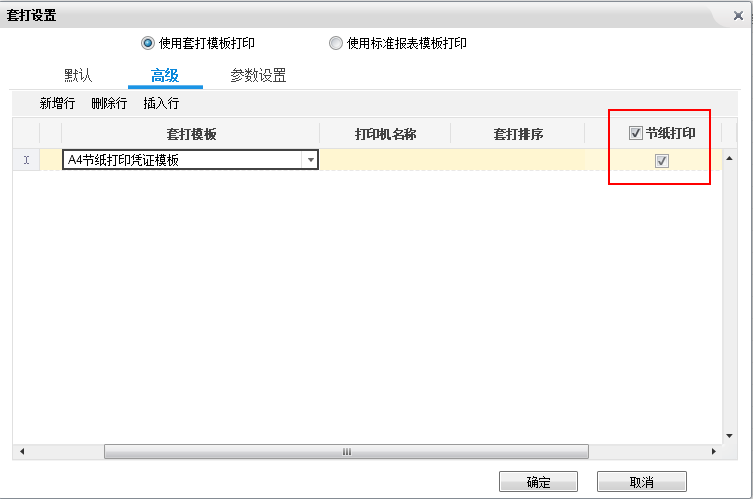 套打设置
使用套打模板打印 使用标准报表模板打印
默认 高级 参数设置
新增行 删除行 插入行
套打模板 打印机名称 套打排序 节纸打印
A4节纸打印凭证模板
确定 取消